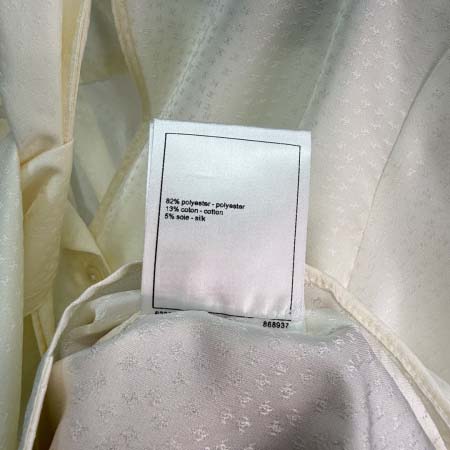 82% polyester - polyester
13% coton - cotton
5% soie - silk
868937